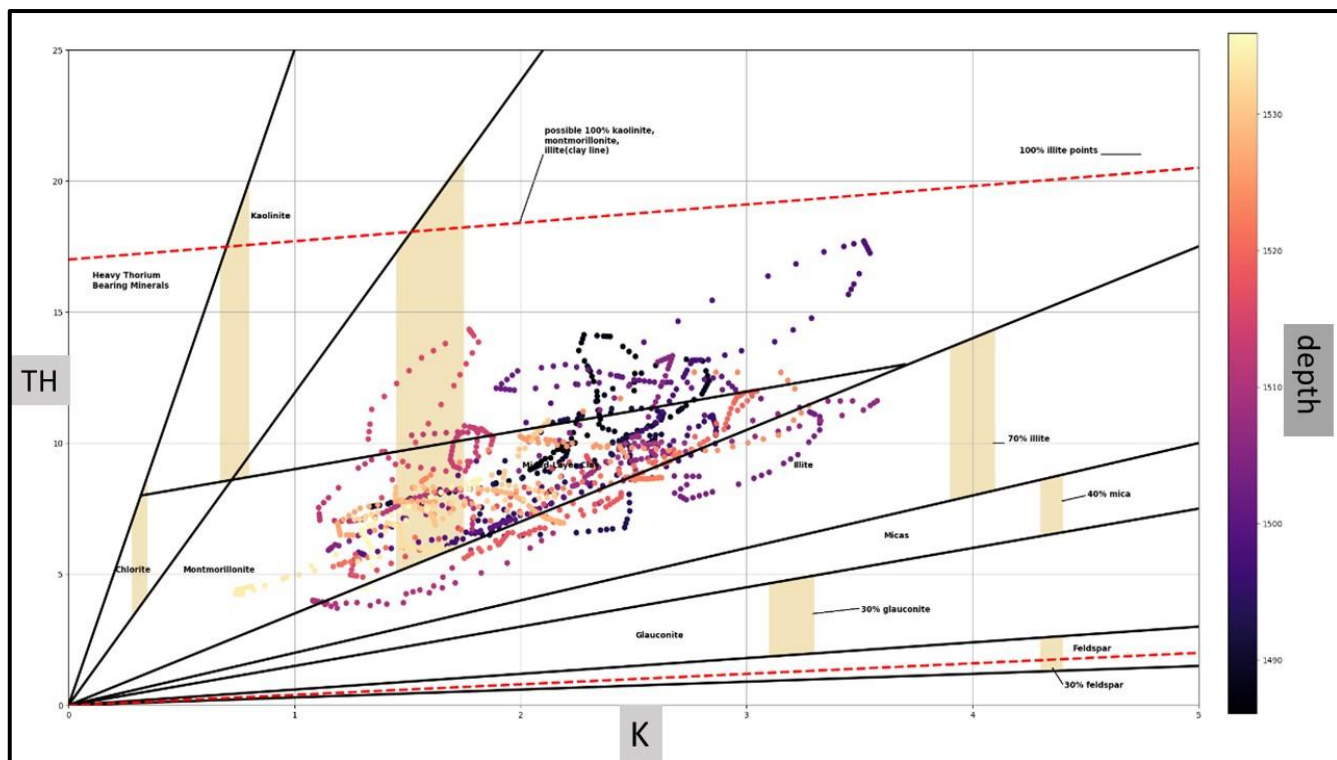 25
20
15
10
5
0
TH
possible 100% kaolinite,
montmorillonite,
illite(clay line)
100% illite points
Kaolinite
Heavy Thorium
Bearing Minerals
Mixed Layer Clay
Illite
70% illite
40% mica
Micas
Chlorite
Montmorillonite
30% glauconite
Glauconite
Feldspar
30% feldspar
0 1 2 3 4 5
K
1530
1520
1510
1500
1490
depth